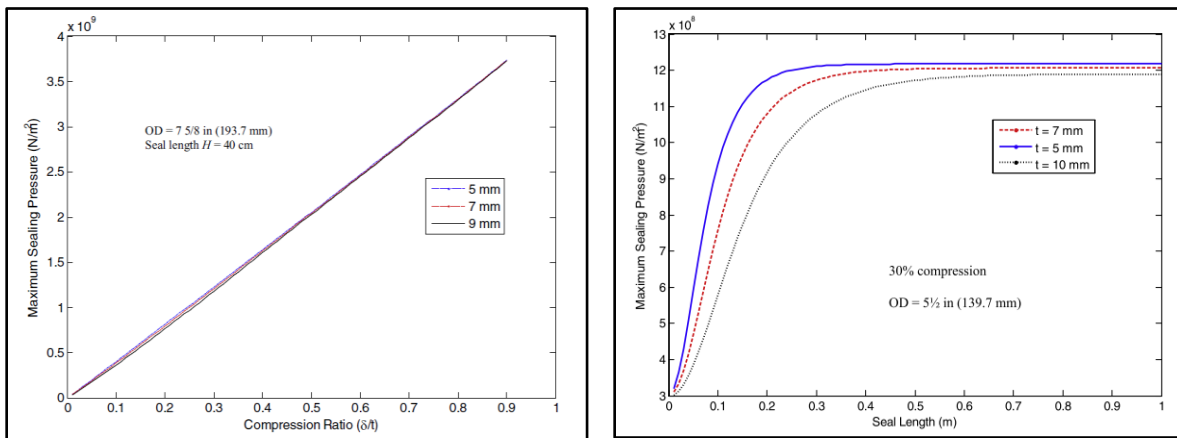 × 10⁹
4
3.5
3
2.5
2
1.5
1
0.5
0
Maximum Sealing Pressure (N/m²)
OD = 7 5/8 in (193.7 mm)
Seal length H = 40 cm
5 mm
7 mm
9 mm
0 0.1 0.2 0.3 0.4 0.5 0.6 0.7 0.8 0.9 1
Compression Ratio (δ/t)
× 10⁸
13
12
11
10
9
8
7
6
5
4
3
Maximum Sealing Pressure (N/m²)
t = 7 mm
t = 5 mm
t = 10 mm
30% compression
OD = 5½ in (139.7 mm)
0 0.1 0.2 0.3 0.4 0.5 0.6 0.7 0.8 0.9 1
Seal Length (m)